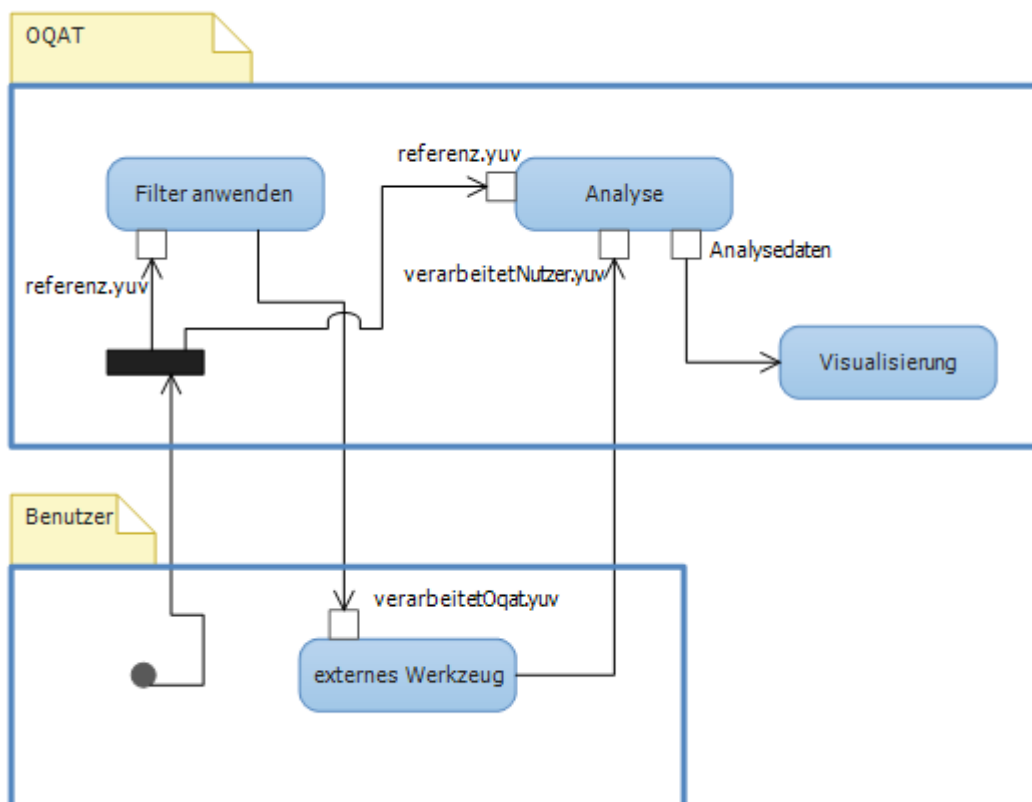 OQAT
referenz.yuv
Filter anwenden
Analyse
Analysedaten
verarbeitetNutzer.yuv
referenz.yuv
Visualisierung
Benutzer
verarbeitetOqat.yuv
externes Werkzeug